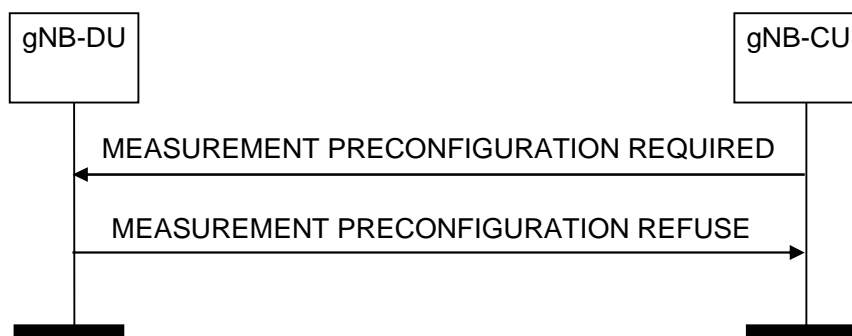 gNB-DU
gNB-CU
MEASUREMENT PRECONFIGURATION REQUIRED
MEASUREMENT PRECONFIGURATION REFUSE